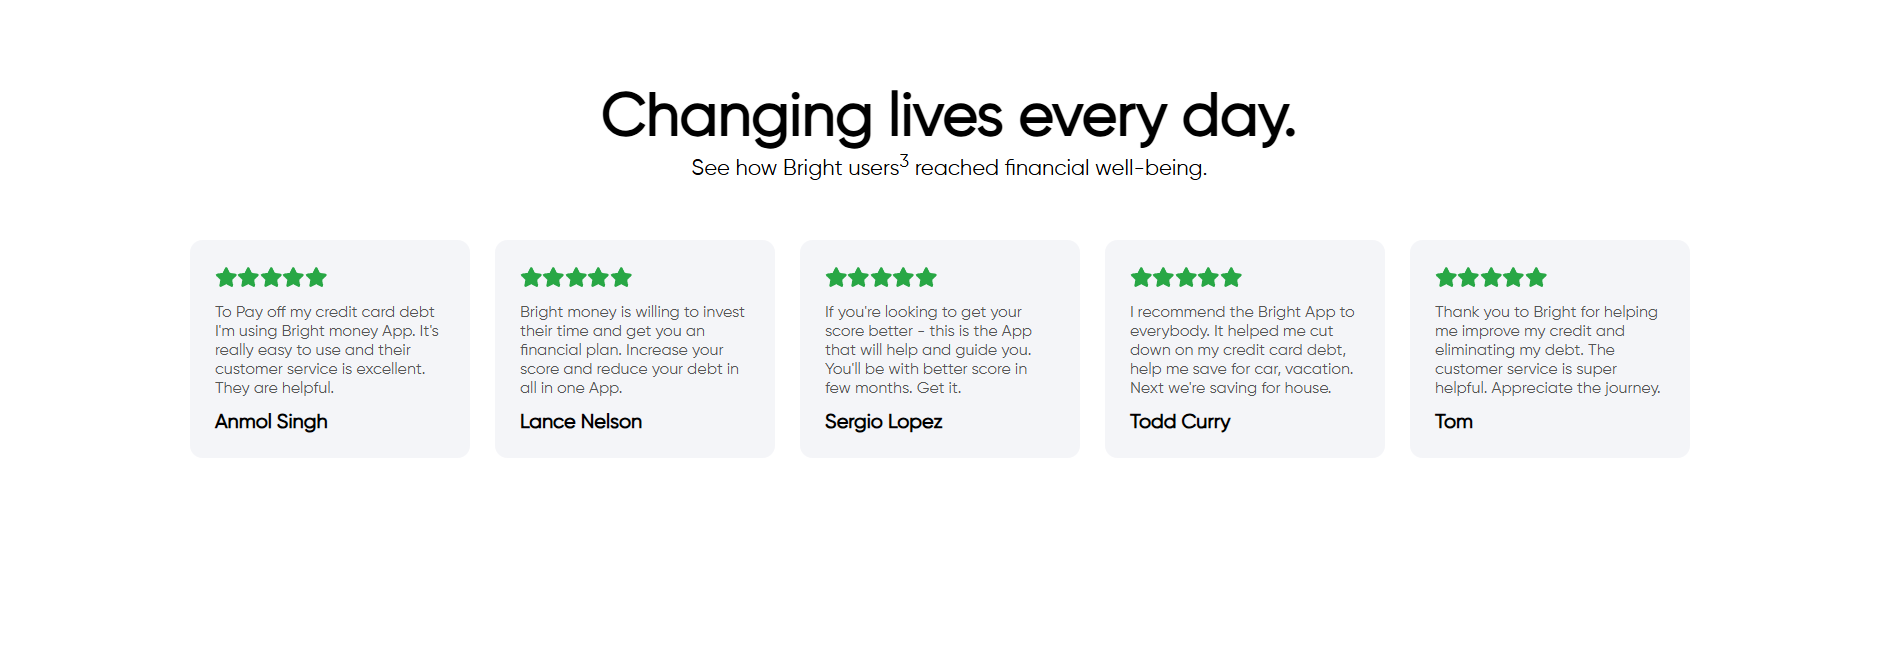 Changing lives every day.
See how Bright users3 reached financial well-being.
To Pay off my credit card debt
I'm using Bright money App. It's
really easy to use and their
customer service is excellent.
They are helpful.
Anmol Singh
Bright money is willing to invest
their time and get you an
financial plan. Increase your
score and reduce your debt in
all in one App.
Lance Nelson
If you're looking to get your
score better - this is the App
that will help and guide you.
You'll be with better score in
few months. Get it.
Sergio Lopez
I recommend the Bright App to
everybody. It helped me cut
down on my credit card debt,
help me save for car, vacation.
Next we're saving for house.
Todd Curry
Thank you to Bright for helping
me improve my credit and
eliminating my debt. The
customer service is super
helpful. Appreciate the journey.
Tom